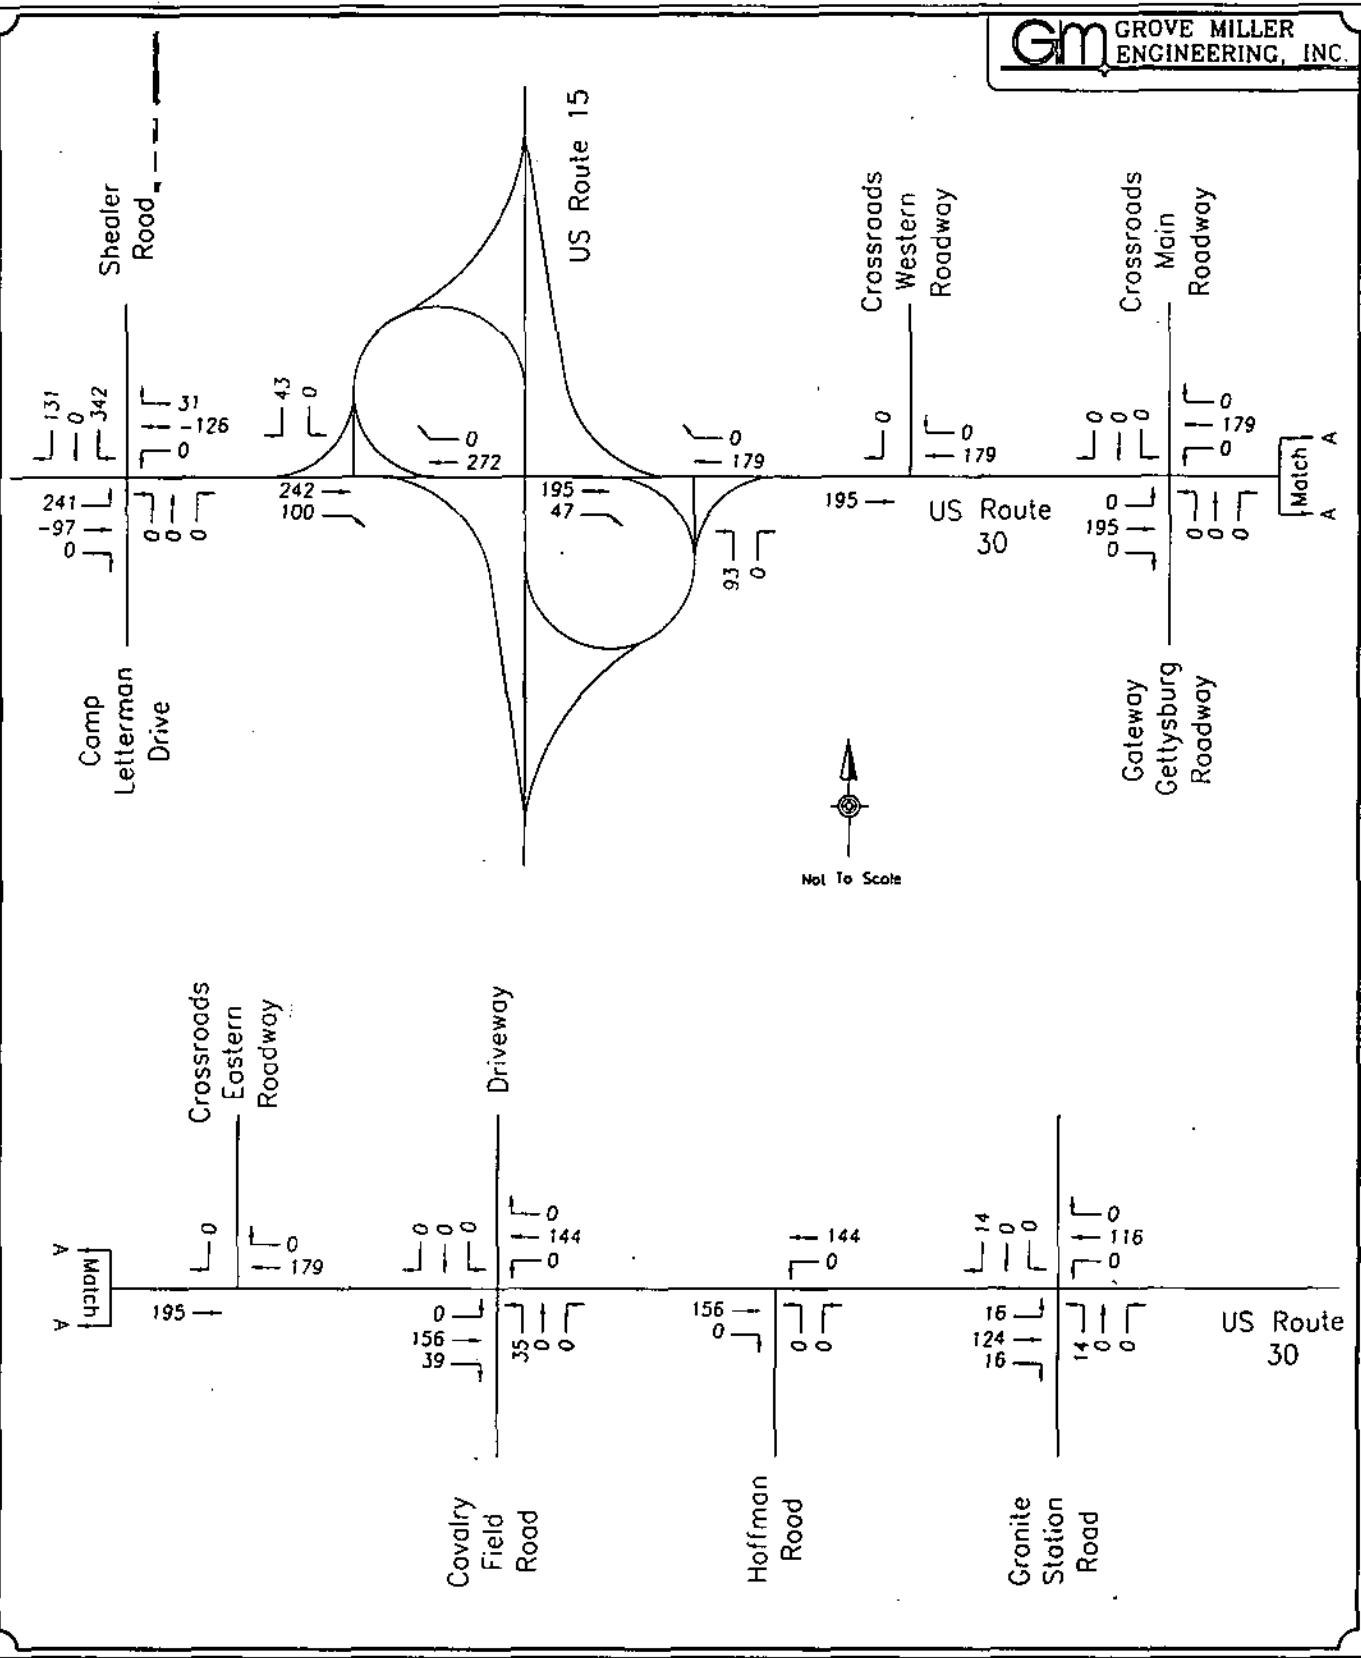 GM GROVE MILLER
ENGINEERING, INC.
Shealer
Road
US Route 15
Crossroads
Western
Roadway
Crossroads
Main
Roadway
131
0
342
31
-126
0
241
-97
0
0
0
0
43
0
0
272
242
100
0
179
195
47
93
0
0
0
179
195
US Route
30
0
0
0
0
179
0
0
195
0
0
0
0
Match
A
A
Camp
Letterman
Drive
Gateway
Gettysburg
Roadway
Not To Scale
Crossroads
Eastern
Roadway
Driveway
A
A
Match
0
0
179
195
0
0
0
0
144
0
0
156
39
35
0
0
144
0
156
0
0
0
14
0
0
0
116
0
16
124
16
14
0
0
US Route
30
Cavalry
Field
Road
Hoffman
Road
Granite
Station
Road